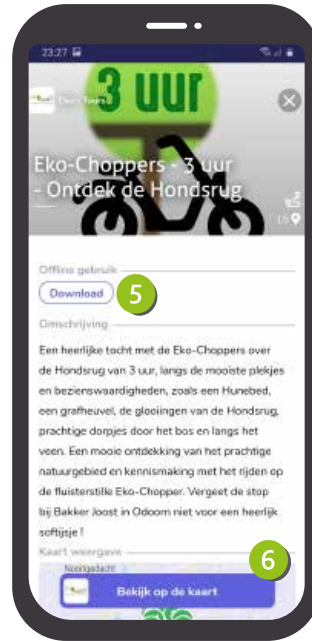 23:27
3 uur
Eko - Tours
Eko-Choppers - 3 uur
- Ontdek de Hondsrug
15
Offline gebruik
Download
5
Omschrijving
Een heerlijke tocht met de Eko-Choppers over
de Hondsrug van 3 uur, langs de mooiste plekjes
en bezienswaardigheden, zoals een Hunebed,
een grafheuvel, de glooiingen van de Hondsrug,
prachtige dorpjes door het bos en langs het
veen. Een mooie ontdekking van het prachtige
natuurgebied en kennismaking met het rijden op
de fluisterstille Eko-Chopper. Vergeet de stop
bij Bakker Joost in Odoorn niet voor een heerlijk
softijsje !
Kaart weergave
6
Nooitgedacht
Bekijk op de kaart